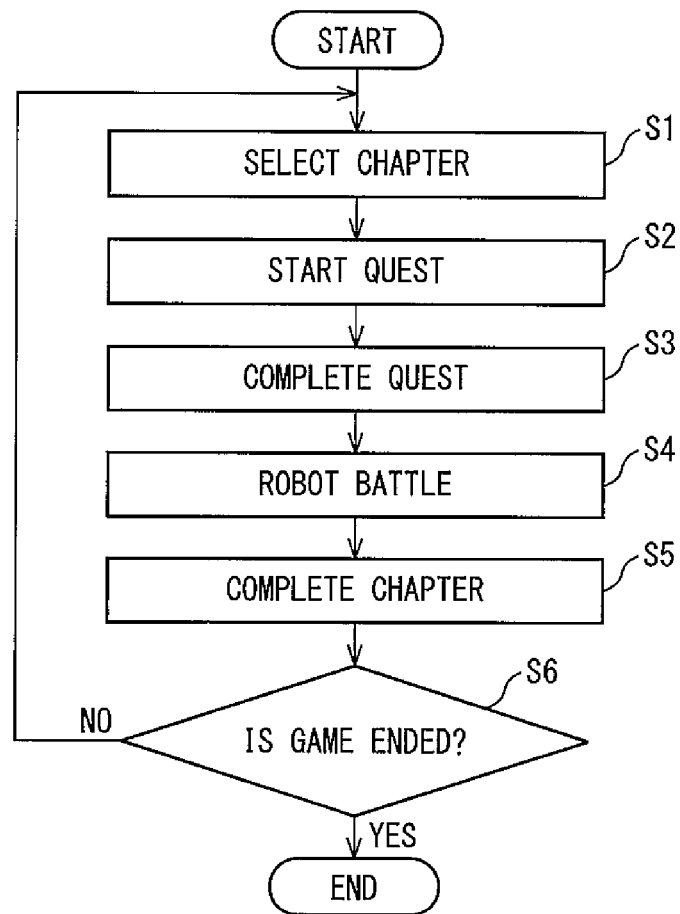 START
S1
SELECT CHAPTER
S2
START QUEST
S3
COMPLETE QUEST
S4
ROBOT BATTLE
S5
COMPLETE CHAPTER
S6
NO
IS GAME ENDED?
YES
END